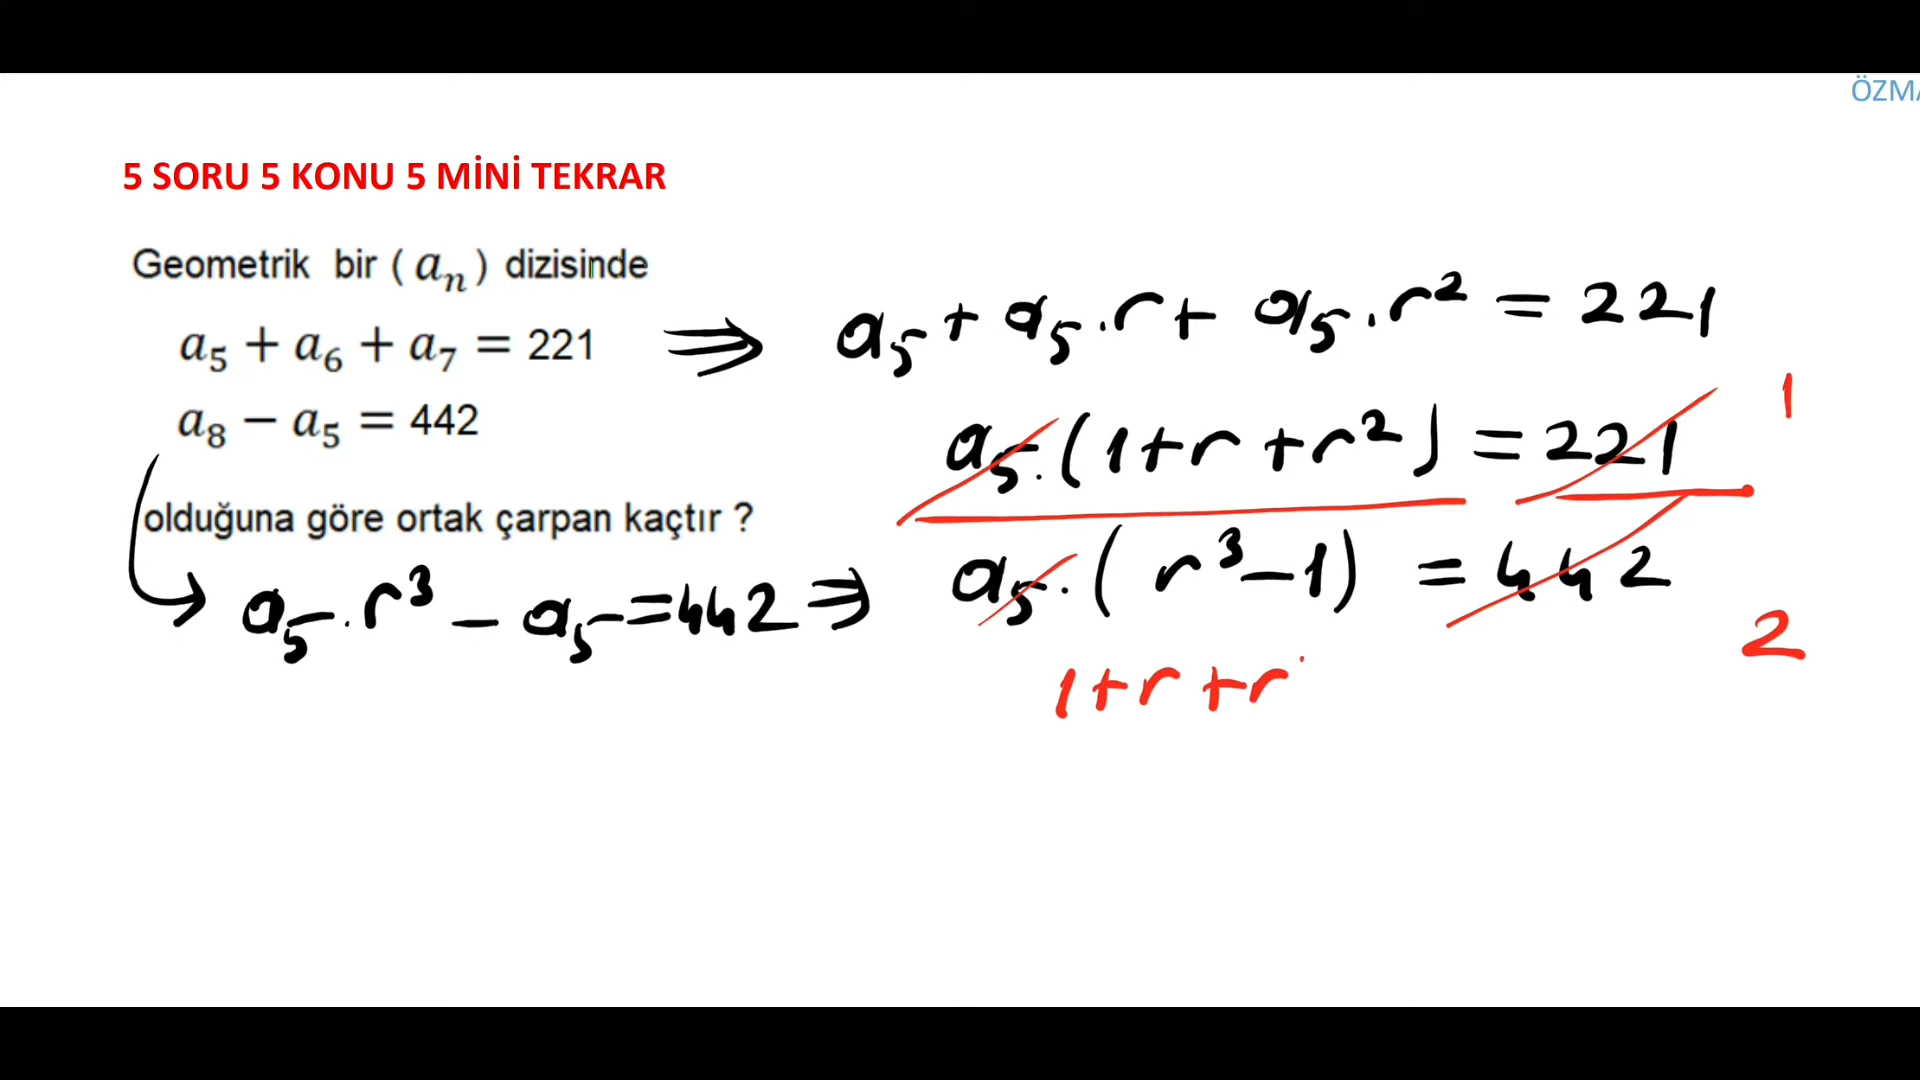 ÖZMA
5 SORU 5 KONU 5 MİNİ TEKRAR
Geometrik bir ( aₙ ) dizisinde
a₅ + a₆ + a₇ = 221
a₈ − a₅ = 442
olduğuna göre ortak çarpan kaçtır ?
⇒ a₅ + a₅.r + a₅.r² = 221
a₅.(1+r+r²) = 221 1
a₅.r³ − a₅ = 442 ⇒ a₅.(r³−1) = 442 2
1+r+r